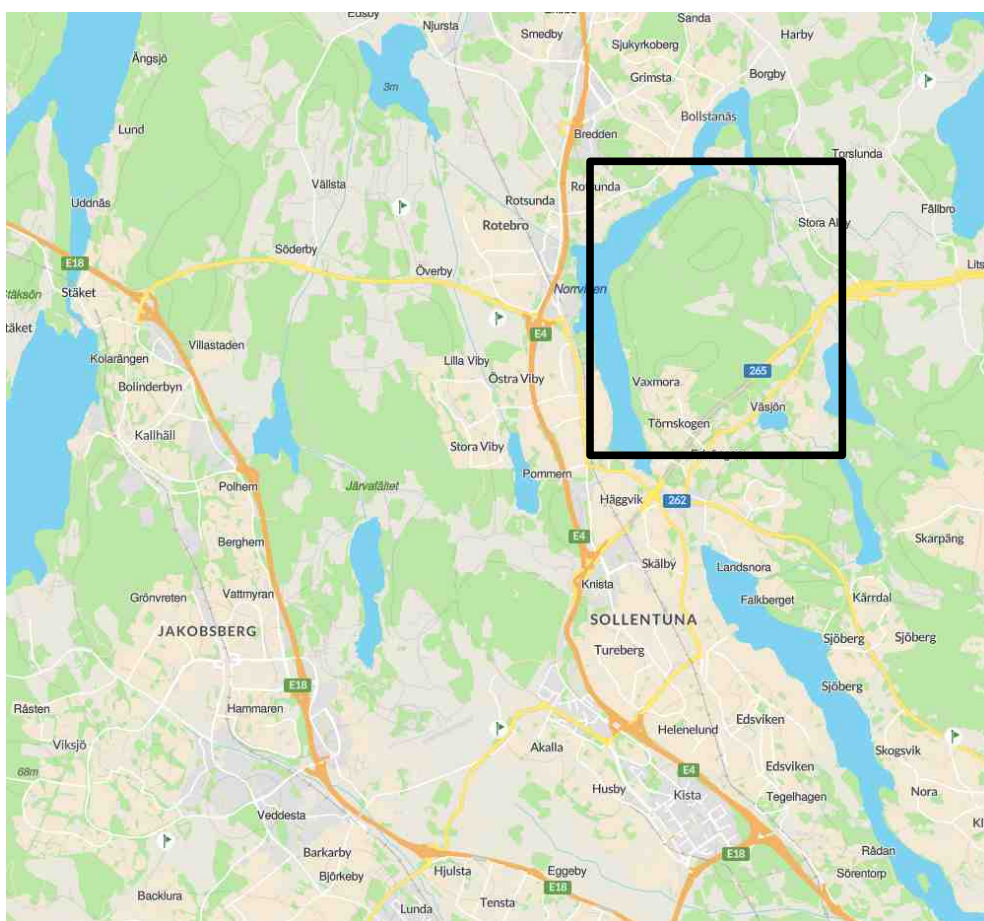 Edsby
Njursta
Smedby
Sanda
Sjukyrkoberg
Harby
Ängsjö
Grimsta
Borgby
3m
Bollstanäs
Lund
Bredden
Torslunda
Vällsta
Rotsunda
Uddnäs
Rotsunda
Fållbro
Rotebro
Söderby
E18
Överby
Stäket
Norrviken
E4
Kolarängen
Villastaden
Lilla Viby
Östra Viby
265
Bolinderbyn
Vaxmora
Väsjön
Törnskogen
Kallhäll
Stora Viby
Pommern
Polhem
Järvafältet
Häggvik
262
E4
Skarpäng
Berghem
Skälby
Landsnora
Knista
Grönvreten
Vattmyran
Falkberget
Kärrdal
JAKOBSBERG
SOLLENTUNA
Sjöberg
Sjöberg
Tureberg
E18
Sjöberg
Råsten
Hammaren
Edsviken
Helenelund
Viksjö
Akalla
Skogsvik
68m
E4
Edsviken
Husby
Kista
Nora
Tegelhagen
Veddesta
Barkarby
E18
Rådan
Björkeby
Hjulsta
Eggeby
Sörentorp
Backlura
E18
Tensta
Lunda